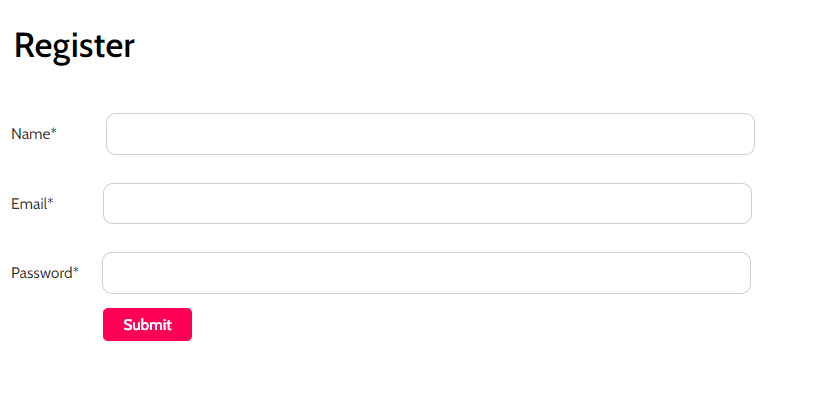 Register
Name*
Email*
Password*
Submit